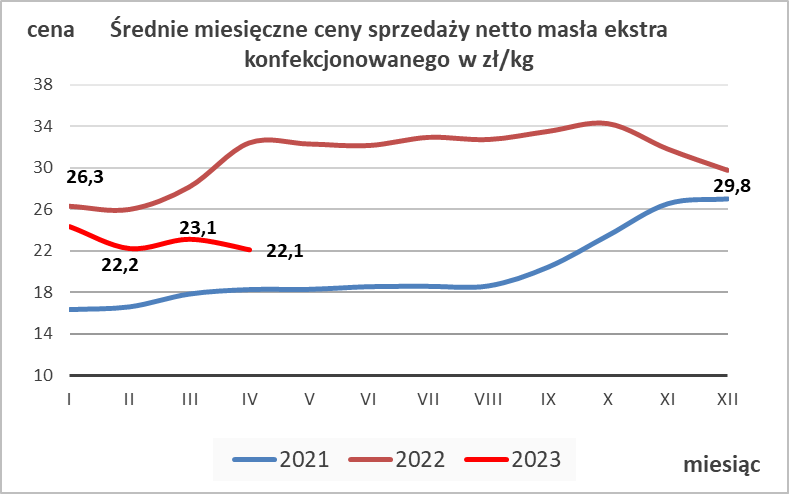 cena Średnie miesięczne ceny sprzedaży netto masła ekstra
konfekcjonowanego w zł/kg
38
34
30
26,3
29,8
26
23,1
22
22,2
22,1
18
14
10
I II III IV V VI VII VIII IX X XI XII
2021 2022 2023
miesiąc